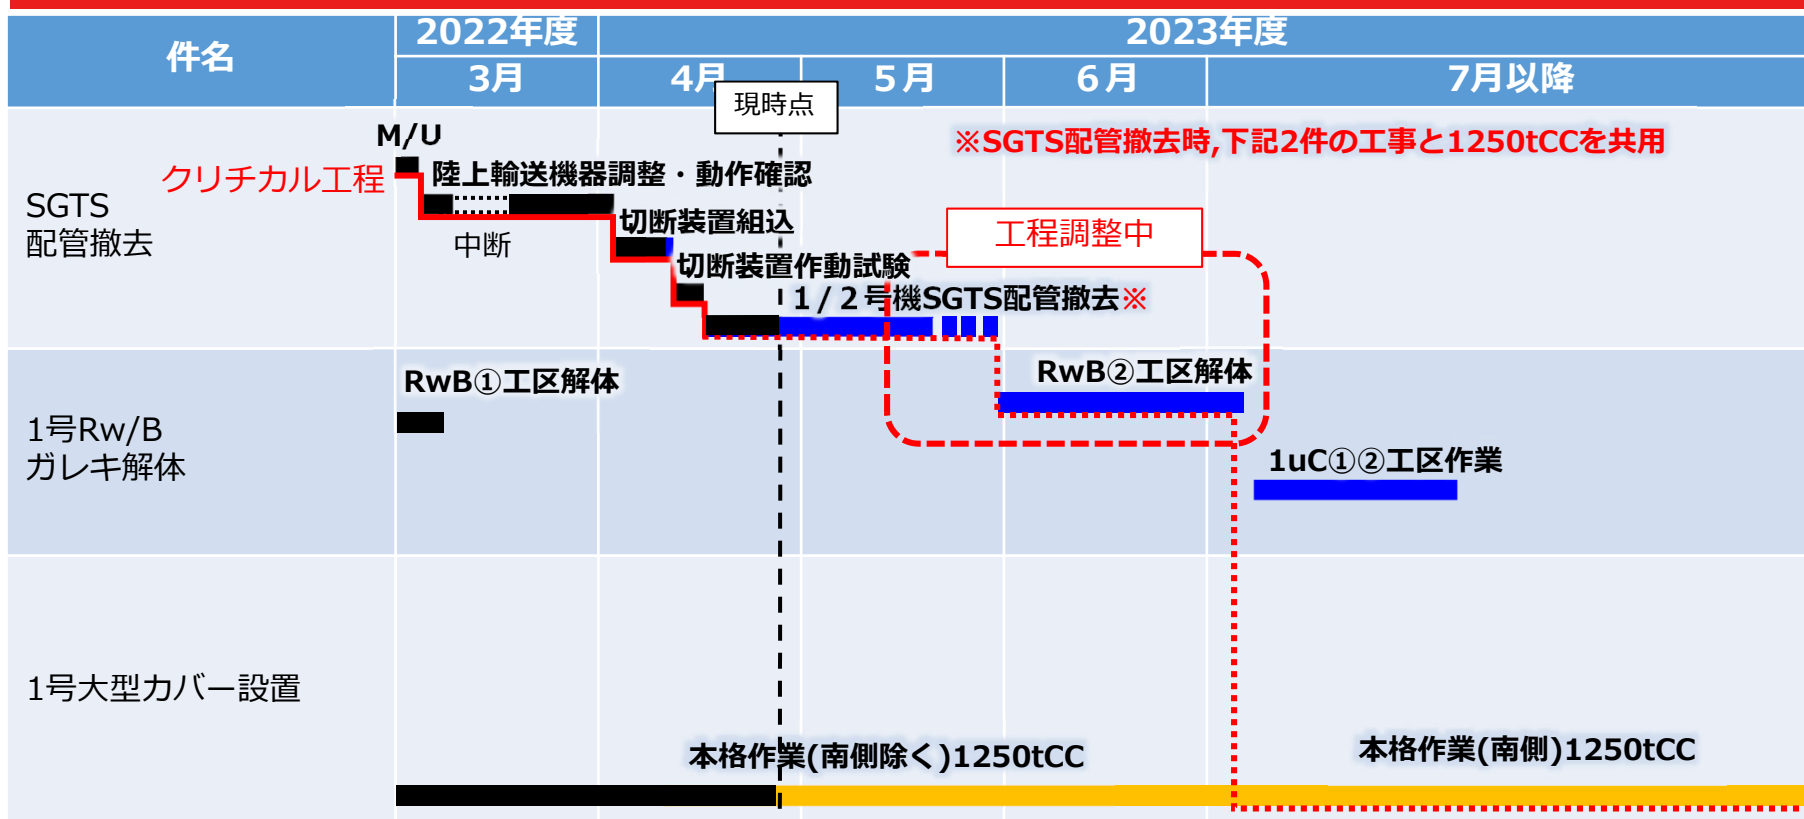 件名
2022年度
2023年度
3月
4月
５月
６月
7月以降
現時点
M/U
※SGTS配管撤去時,下記2件の工事と1250tCCを共用
クリチカル工程
陸上輸送機器調整・動作確認
SGTS
配管撤去
中断
切断装置組込
工程調整中
切断装置作動試験
１/２号機SGTS配管撤去※
RwB①工区解体
RwB②工区解体
1号Rw/B
ガレキ解体
1uC①②工区作業
1号大型カバー設置
本格作業(南側除く)1250tCC
本格作業(南側)1250tCC